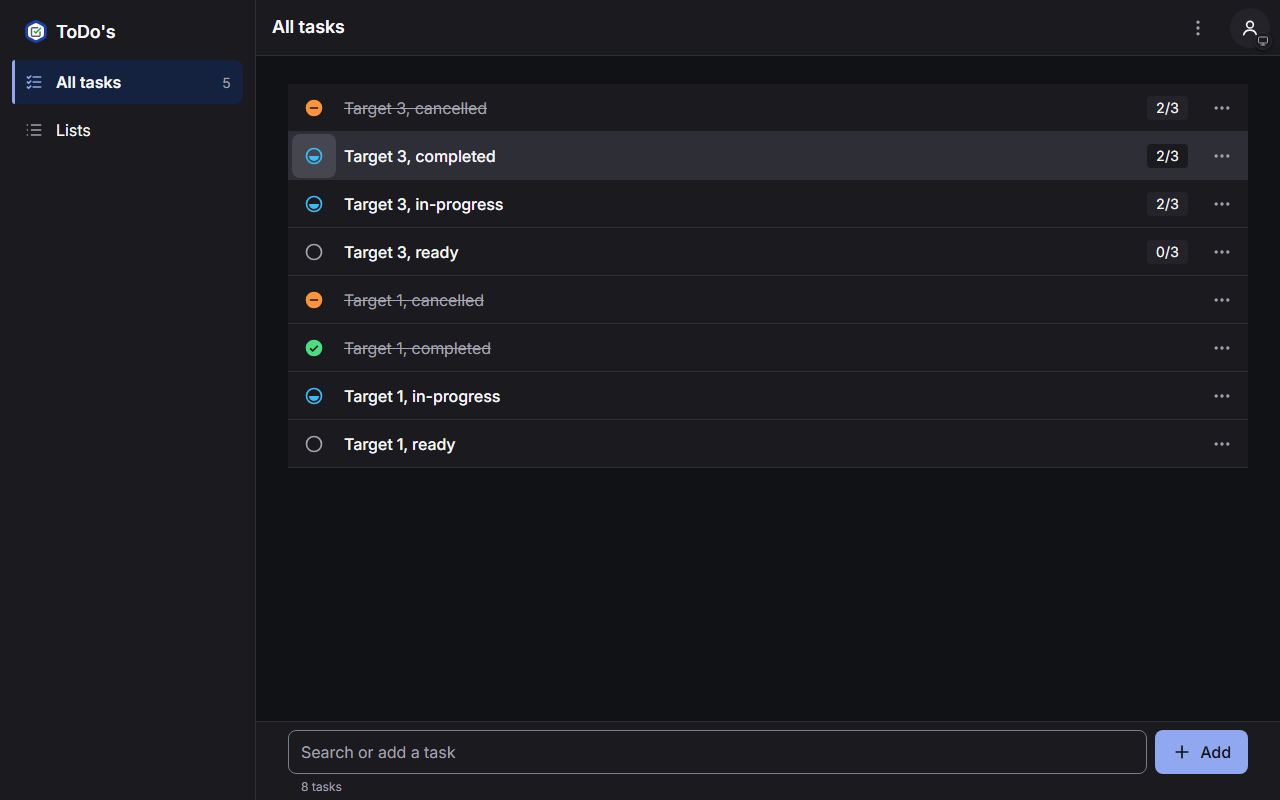 ToDo's
All tasks
5
Lists
All tasks
Target 3, cancelled
2/3
Target 3, completed
2/3
Target 3, in-progress
2/3
Target 3, ready
0/3
Target 1, cancelled
Target 1, completed
Target 1, in-progress
Target 1, ready
Search or add a task
Add
8 tasks